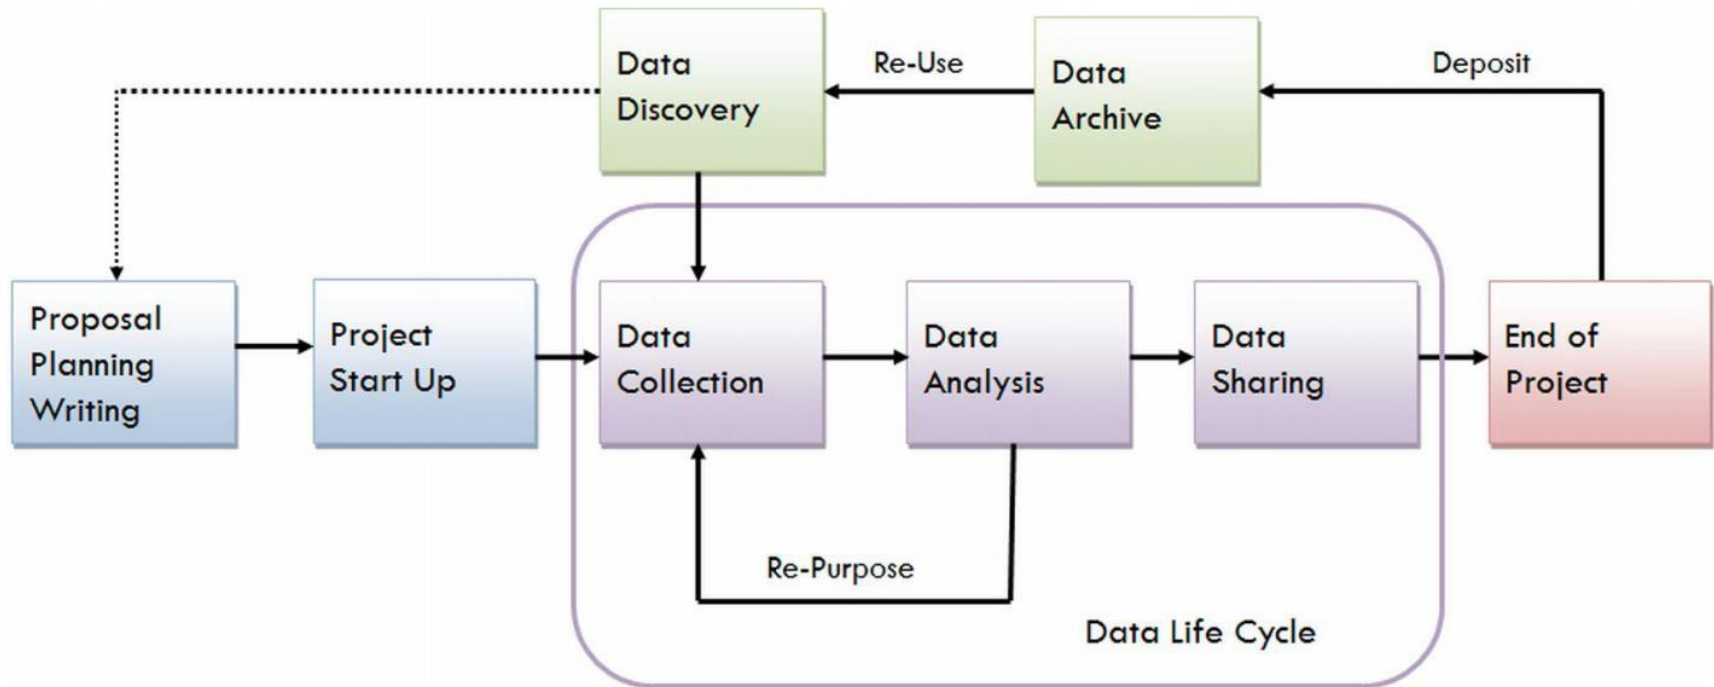 Data
Discovery
Re-Use
Data
Archive
Deposit
Proposal
Planning
Writing
Project
Start Up
Data
Collection
Data
Analysis
Data
Sharing
End of
Project
Re-Purpose
Data Life Cycle